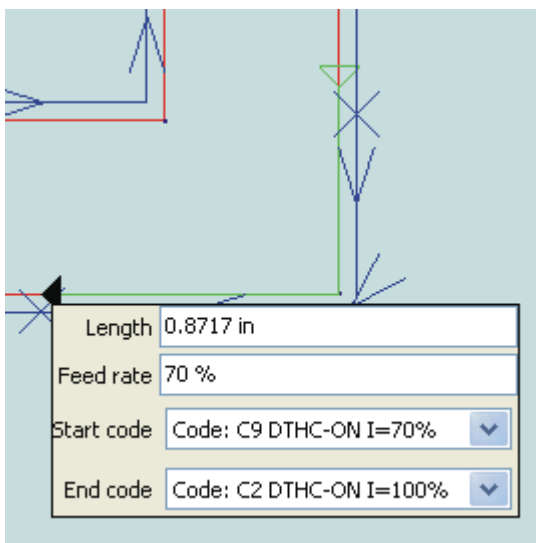 Length 0.8717 in
Feed rate 70 %
Start code Code: C9 DTHC-ON I=70%
End code Code: C2 DTHC-ON I=100%